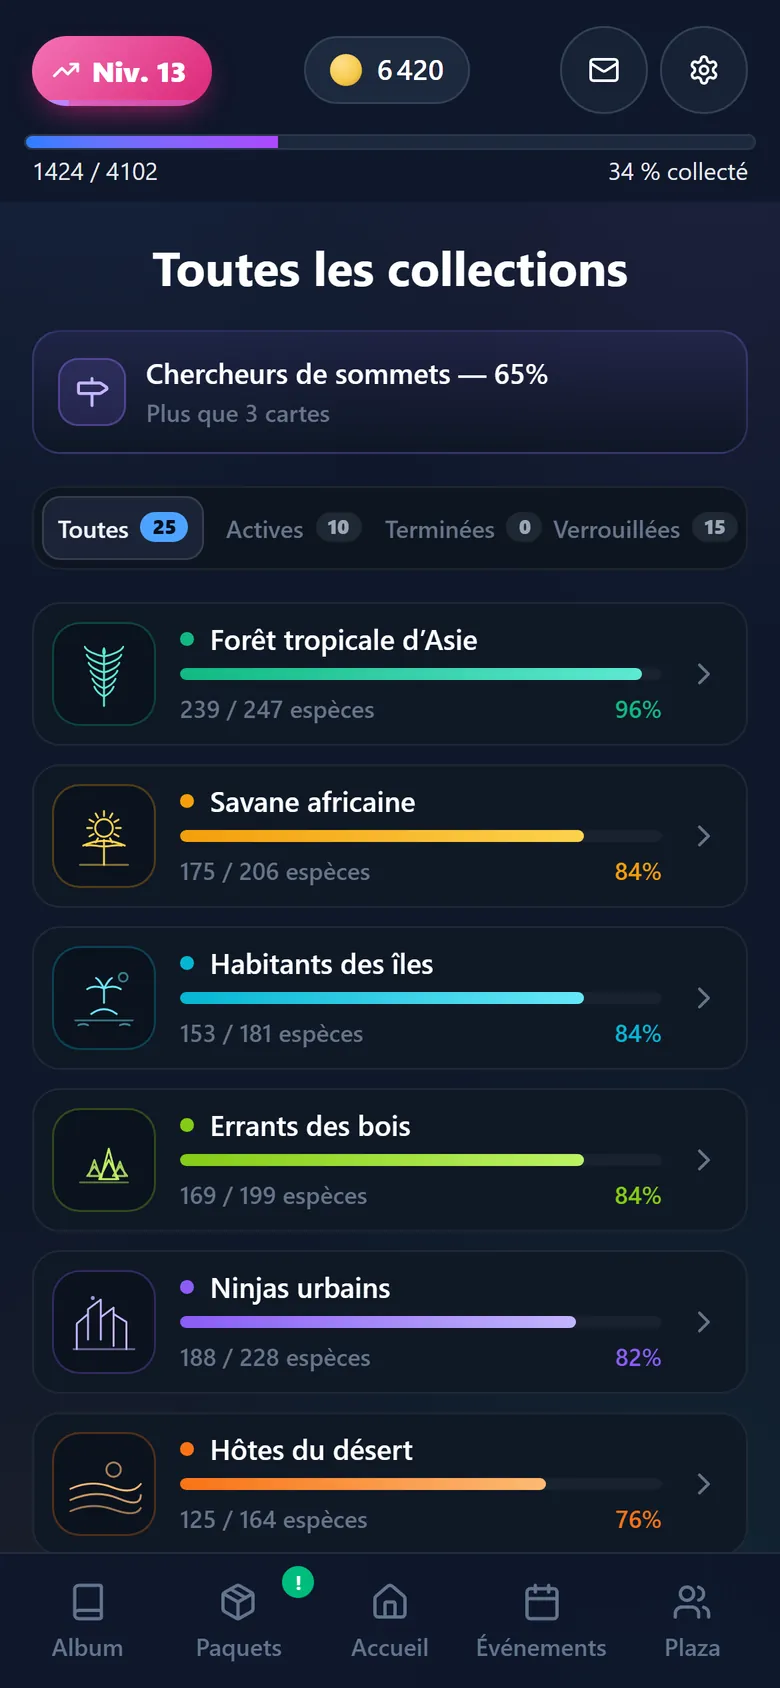 Niv. 13
6 420
1424 / 4102
34 % collecté
Toutes les collections
Chercheurs de sommets — 65%
Plus que 3 cartes
Toutes 25
Actives 10
Terminées 0
Verrouillées 15
Forêt tropicale d’Asie
239 / 247 espèces
96%
Savane africaine
175 / 206 espèces
84%
Habitants des îles
153 / 181 espèces
84%
Errants des bois
169 / 199 espèces
84%
Ninjas urbains
188 / 228 espèces
82%
Hôtes du désert
125 / 164 espèces
76%
!
Album
Paquets
Accueil
Événements
Plaza